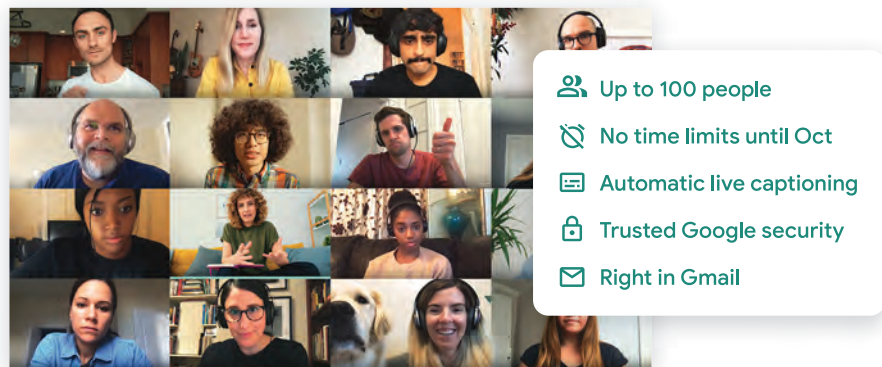 Up to 100 people
No time limits until Oct
Automatic live captioning
Trusted Google security
Right in Gmail